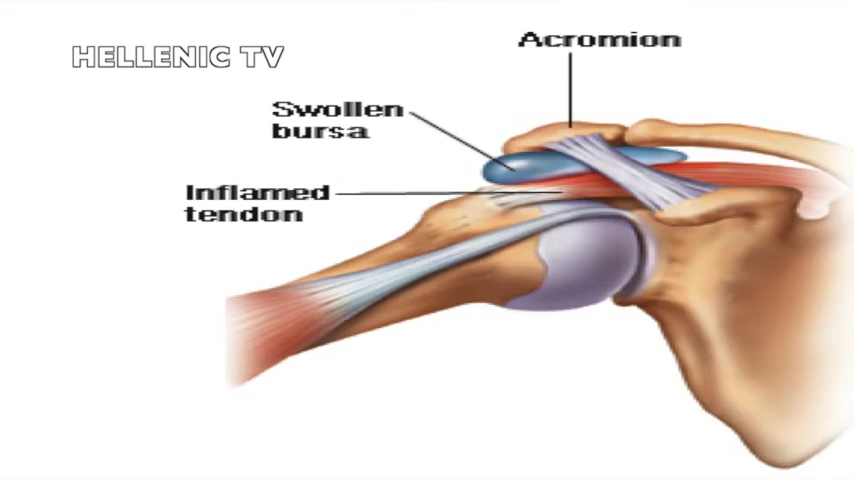 HELLENIC TV
Acromion
Swollen
bursa
Inflamed
tendon